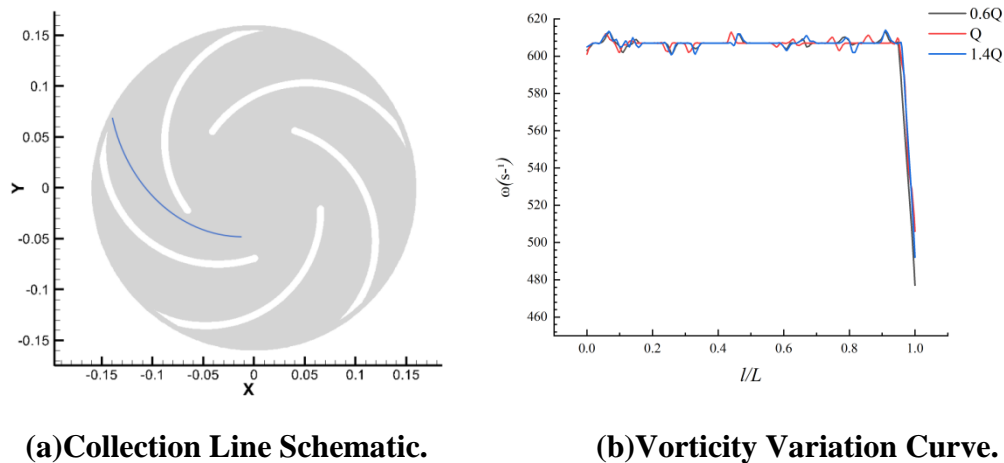 0.15
0.1
0.05
0
-0.05
-0.1
-0.15
Y
-0.15 -0.1 -0.05 0 0.05 0.1 0.15
X
(a)Collection Line Schematic.
620
600
580
560
540
520
500
480
460
ω(s-¹)
0.0 0.2 0.4 0.6 0.8 1.0
l/L
0.6Q
Q
1.4Q
(b)Vorticity Variation Curve.